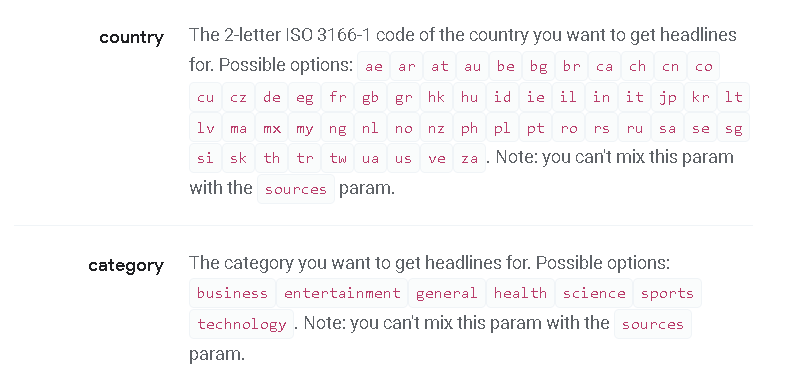 country
The 2-letter ISO 3166-1 code of the country you want to get headlines
for. Possible options: ae ar at au be bg br ca ch cn co
cu cz de eg fr gb gr hk hu id ie il in it jp kr lt
lv ma mx my ng nl no nz ph pl pt ro rs ru sa se sg
si sk th tr tw ua us ve za . Note: you can't mix this param
with the sources param.
category
The category you want to get headlines for. Possible options:
business entertainment general health science sports
technology . Note: you can't mix this param with the sources
param.